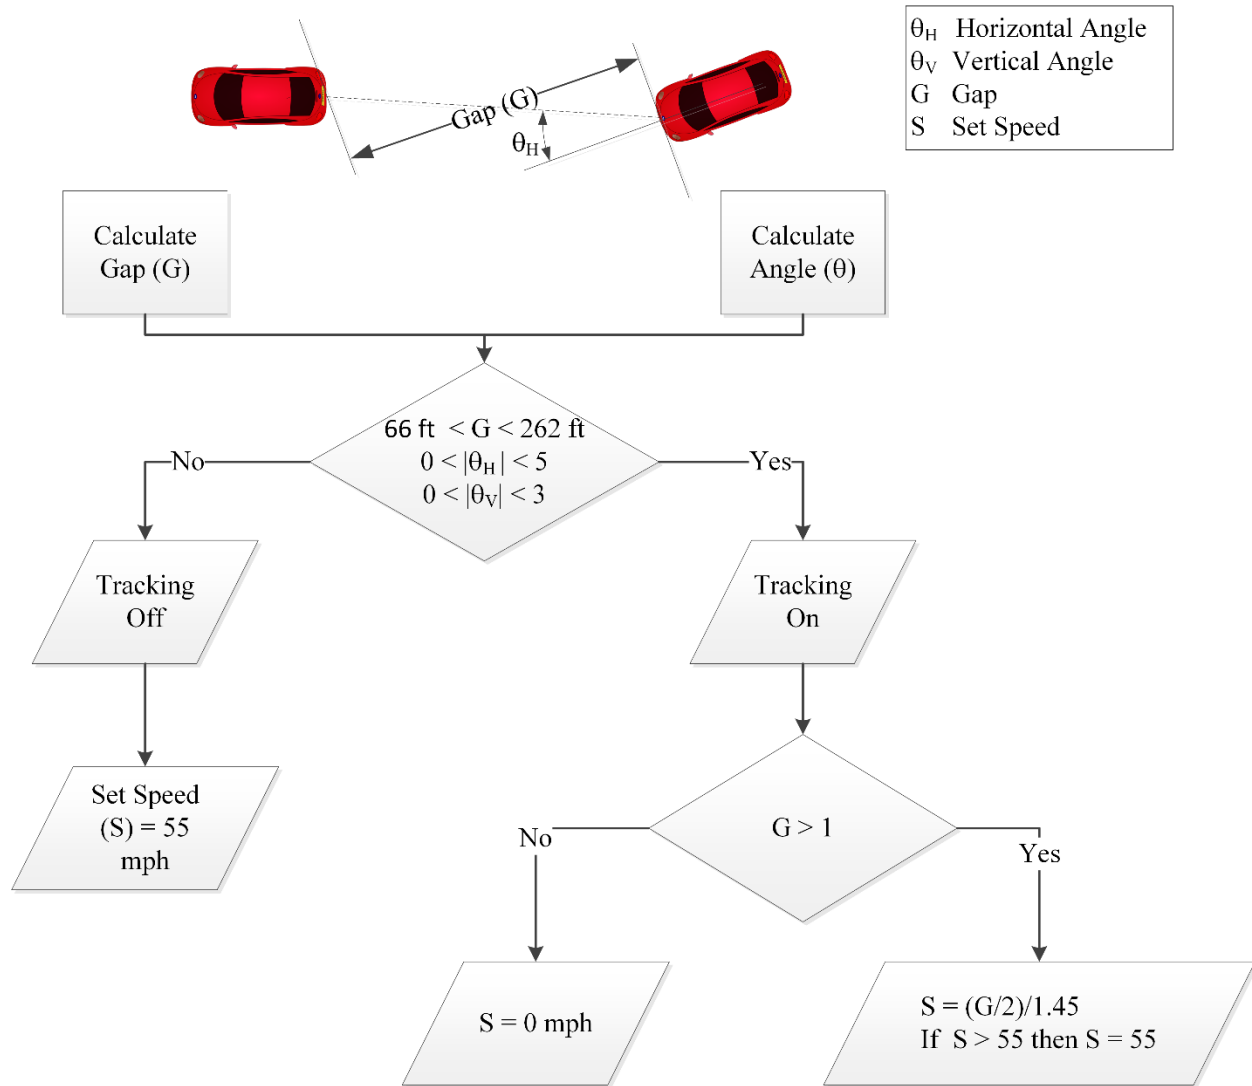 θH Horizontal Angle
θV Vertical Angle
G Gap
S Set Speed
Gap (G)
θH
Calculate
Gap (G)
Calculate
Angle (θ)
66 ft < G < 262 ft
0 < |θH| < 5
0 < |θV| < 3
No
Yes
Tracking
Off
Tracking
On
Set Speed
(S) = 55
mph
G > 1
No
Yes
S = 0 mph
S = (G/2)/1.45
If S > 55 then S = 55